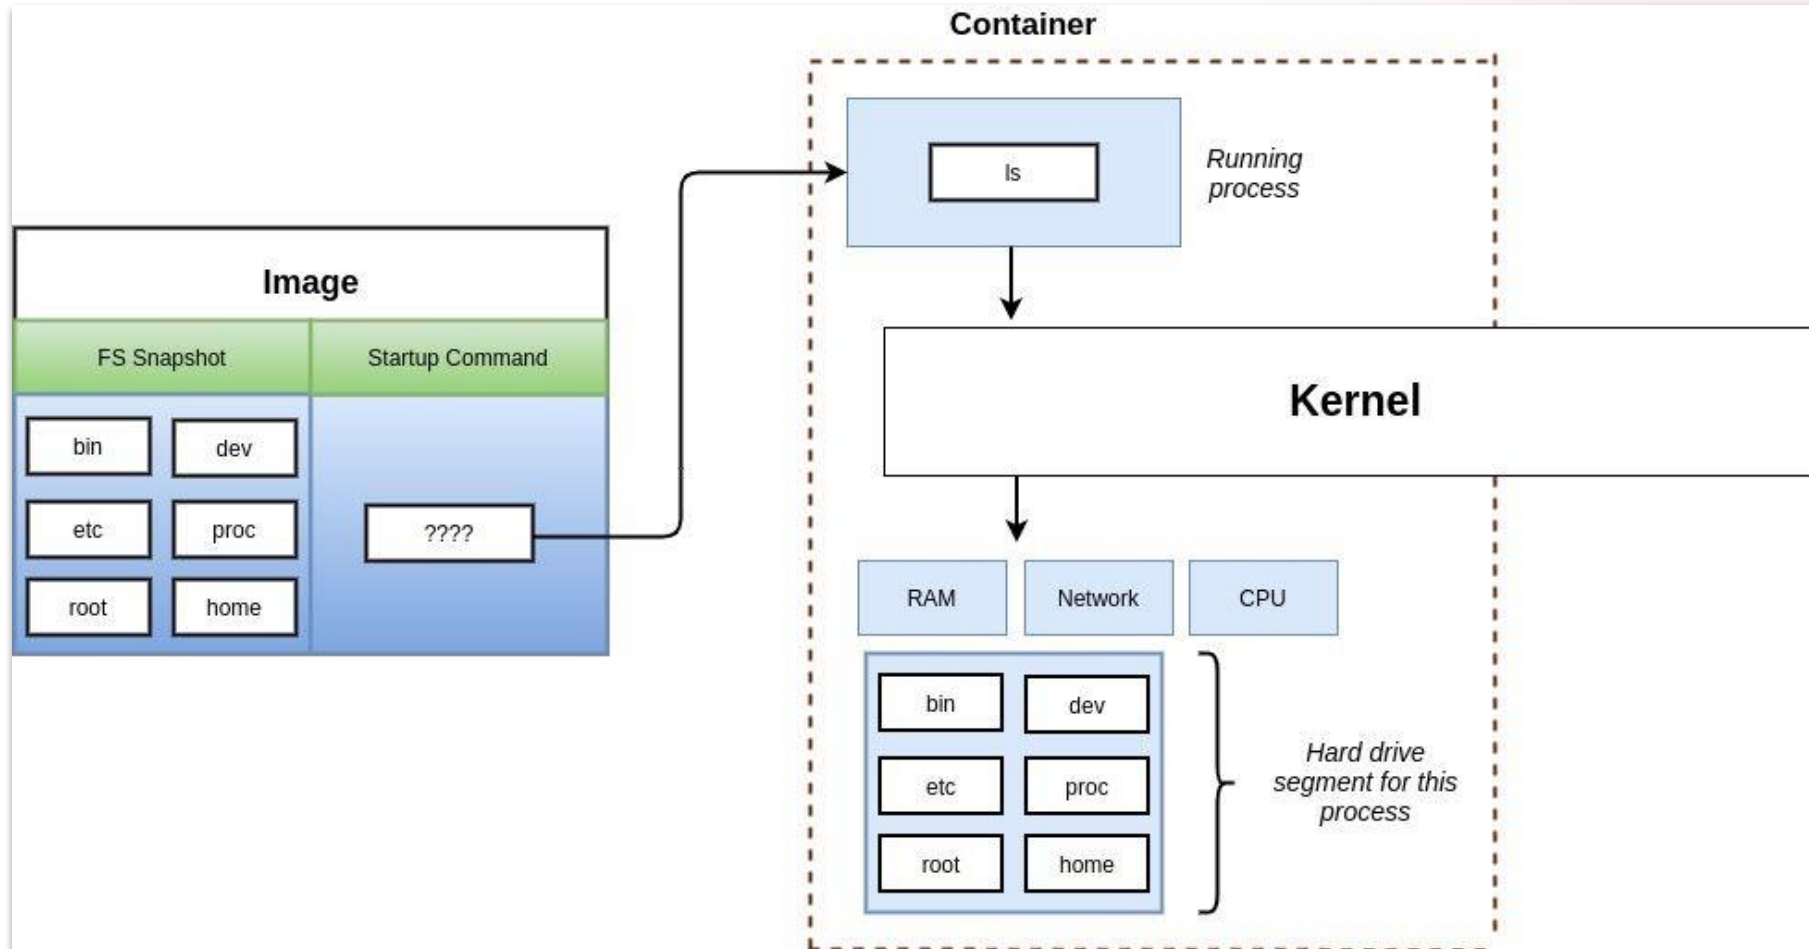 Container
ls
Running
process
Image
FS Snapshot
Startup Command
bin
dev
etc
proc
root
home
????
Kernel
RAM
Network
CPU
bin
dev
etc
proc
root
home
Hard drive
segment for this
process